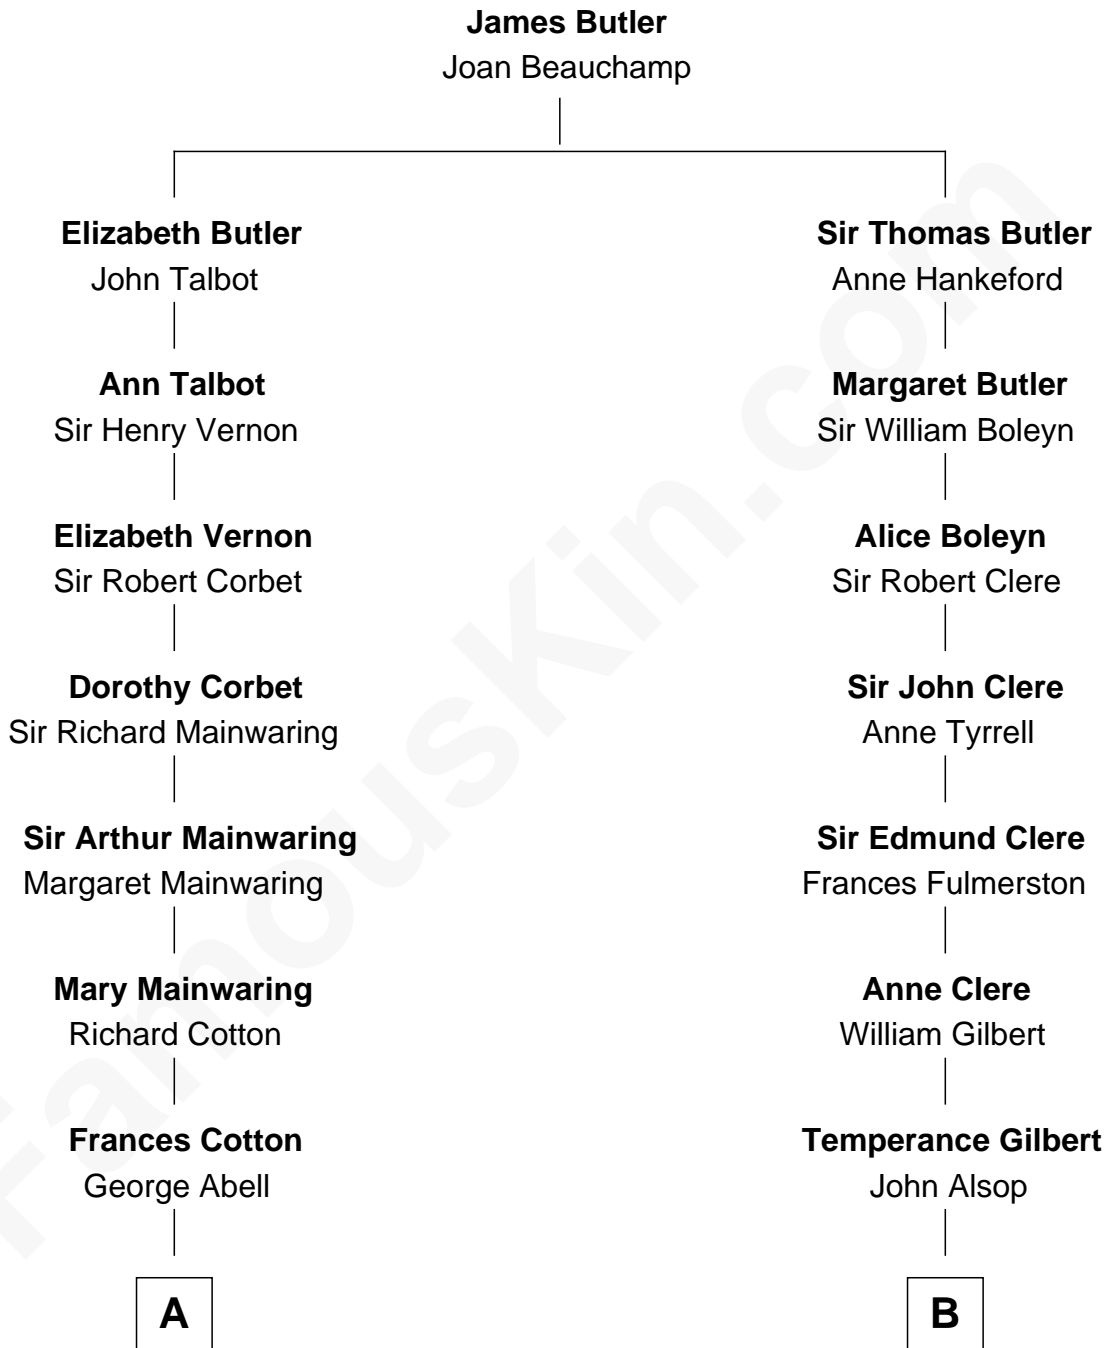 James Butler
Joan Beauchamp
Elizabeth Butler
John Talbot
Sir Thomas Butler
Anne Hankeford
Ann Talbot
Sir Henry Vernon
Margaret Butler
Sir William Boleyn
Elizabeth Vernon
Sir Robert Corbet
Alice Boleyn
Sir Robert Clere
Dorothy Corbet
Sir Richard Mainwaring
Sir John Clere
Anne Tyrrell
Sir Arthur Mainwaring
Margaret Mainwaring
Sir Edmund Clere
Frances Fulmerston
Mary Mainwaring
Richard Cotton
Anne Clere
William Gilbert
Frances Cotton
George Abell
Temperance Gilbert
John Alsop
A
B
FamousKin.com